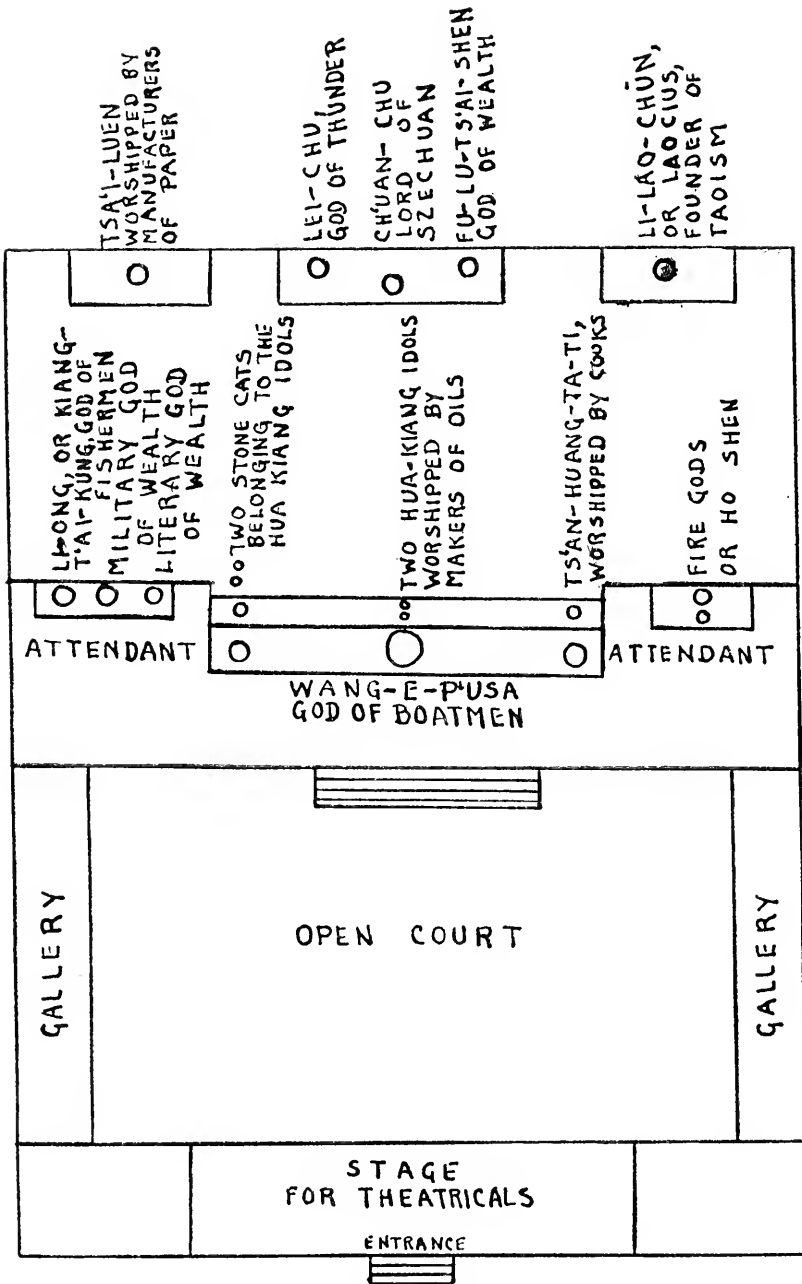 TSA'I-LUEN
WORSHIPPED BY
MANUFACTURERS
OF PAPER
LEI-CHU,
GOD OF THUNDER
CH'UAN-CHU
LORD OF
SZECHUAN
FU-LU-TS'AI-SHEN
GOD OF WEALTH
LI-LAO-CHÜN,
OR LAOCIUS,
FOUNDER OF
TAOISM
LI-ONG, OR KIANG-
T'AI-KUNG, GOD OF
FISHERMEN
MILITARY GOD
OF WEALTH
LITERARY GOD
OF WEALTH
TWO STONE CATS
BELONGING TO THE
HUA KIANG IDOLS
TWO HUA-KIANG IDOLS
WORSHIPPED BY
MAKERS OF OILS
TS'AN-HUANG-TA-TI,
WORSHIPPED BY COOKS
FIRE GODS
OR HO SHEN
ATTENDANT
ATTENDANT
WANG-E-P'USA
GOD OF BOATMEN
GALLERY
OPEN COURT
GALLERY
STAGE
FOR THEATRICALS
ENTRANCE